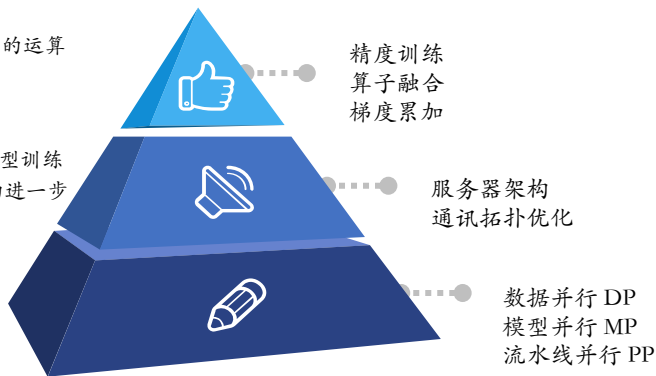 的运算
精度训练
算子融合
梯度累加
型训练
进一步
服务器架构
通讯拓扑优化
数据并行 DP
模型并行 MP
流水线并行 PP